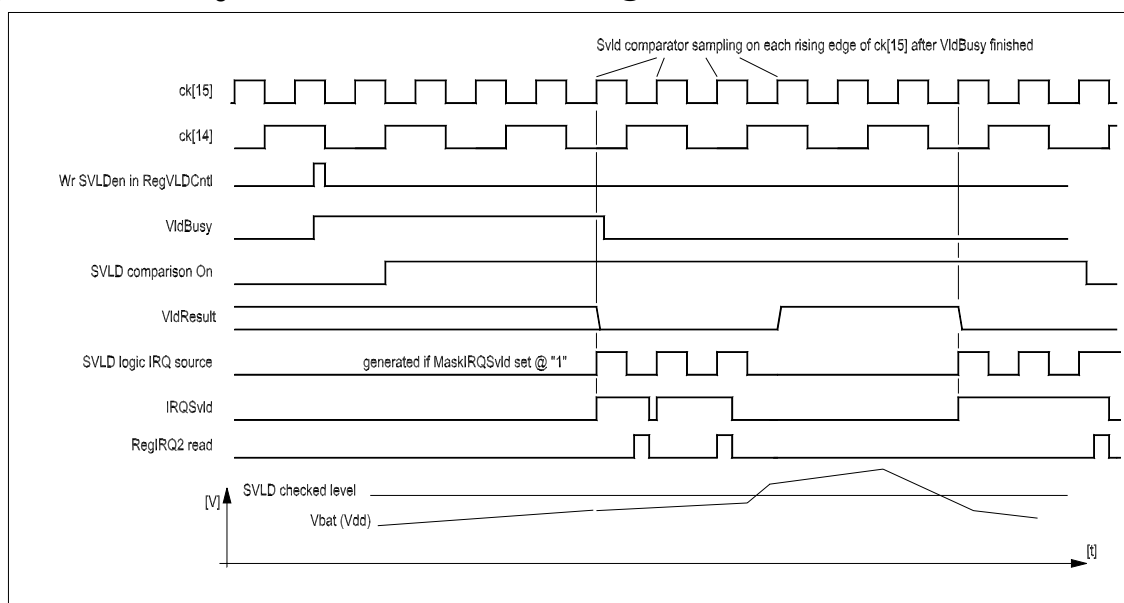 Svld comparator sampling on each rising edge of ck[15] after VldBusy finished
ck[15]
ck[14]
Wr SVLDen in RegVLDCntl
VldBusy
SVLD comparison On
VldResult
SVLD logic IRQ source
generated if MaskIRQSvld set @ "1"
IRQSvld
RegIRQ2 read
SVLD checked level
[V]
Vbat (Vdd)
[t]